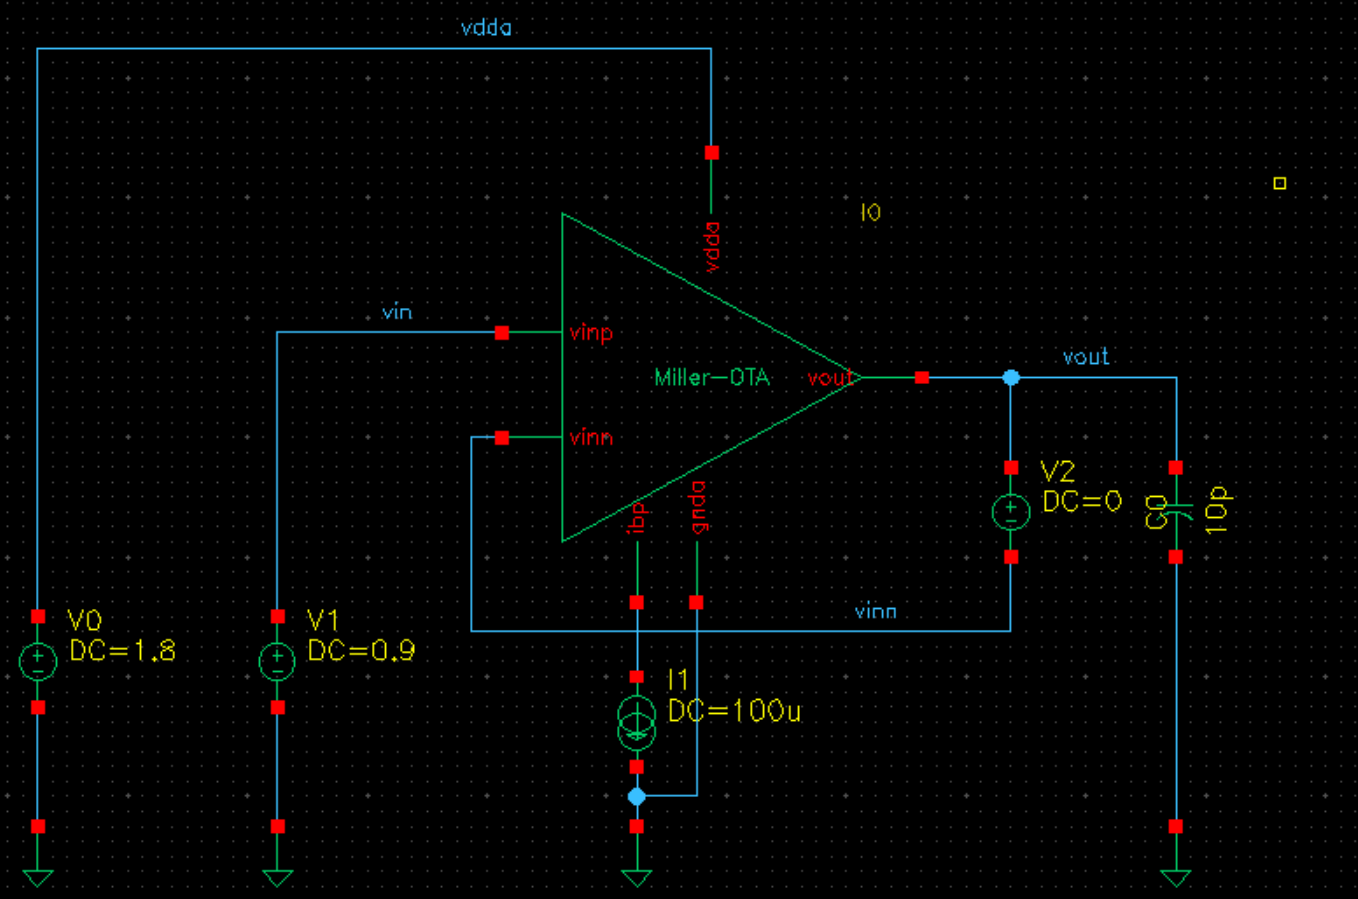 vdda
I0
vdda
vin
vinp
Miller-OTA
vout
vout
vinn
ibp
gnda
V2
DC=0
C0
10p
vinn
V0
DC=1.8
V1
DC=0.9
I1
DC=100u